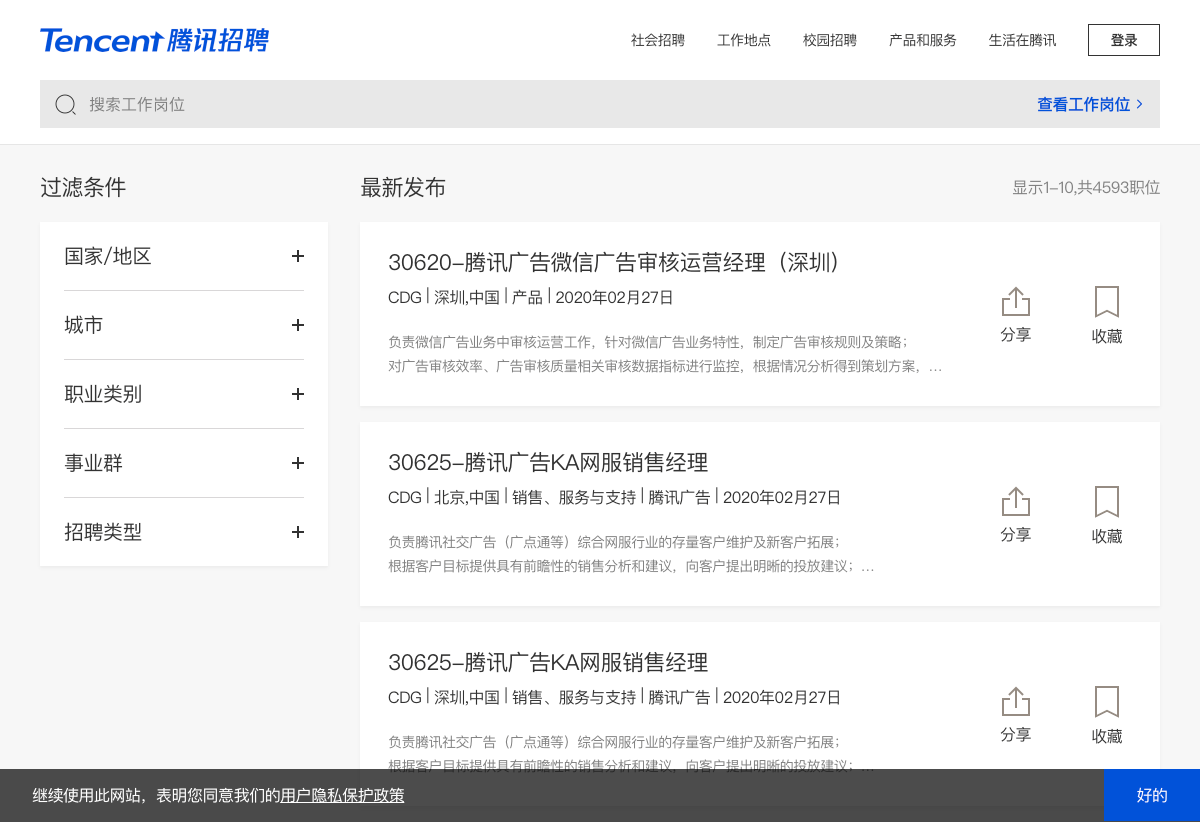 Tencent 腾讯招聘
社会招聘 工作地点 校园招聘 产品和服务 生活在腾讯 登录
搜索工作岗位 查看工作岗位 >
过滤条件
国家/地区 +
城市 +
职业类别 +
事业群 +
招聘类型 +
最新发布 显示1-10,共4593职位
30620-腾讯广告微信广告审核运营经理（深圳）
CDG | 深圳,中国 | 产品 | 2020年02月27日
负责微信广告业务中审核运营工作，针对微信广告业务特性，制定广告审核规则及策略；
对广告审核效率、广告审核质量相关审核数据指标进行监控，根据情况分析得到策划方案，…
分享 收藏
30625-腾讯广告KA网服销售经理
CDG | 北京,中国 | 销售、服务与支持 | 腾讯广告 | 2020年02月27日
负责腾讯社交广告（广点通等）综合网服行业的存量客户维护及新客户拓展；
根据客户目标提供具有前瞻性的销售分析和建议，向客户提出明晰的投放建议；…
分享 收藏
30625-腾讯广告KA网服销售经理
CDG | 深圳,中国 | 销售、服务与支持 | 腾讯广告 | 2020年02月27日
负责腾讯社交广告（广点通等）综合网服行业的存量客户维护及新客户拓展；
根据客户目标提供具有前瞻性的销售分析和建议，向客户提出明晰的投放建议；…
分享 收藏
继续使用此网站，表明您同意我们的用户隐私保护政策 好的